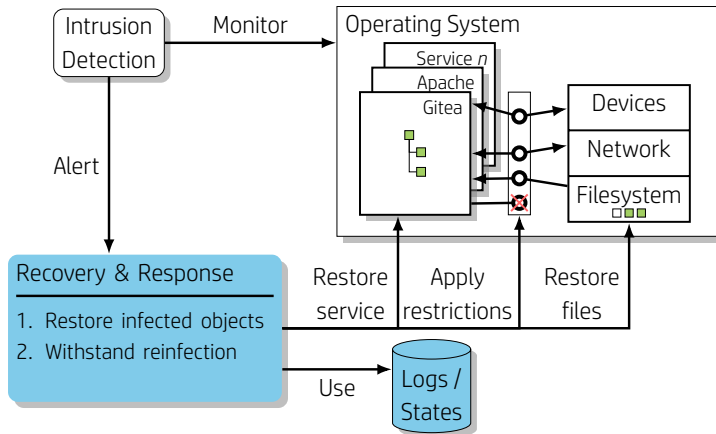 Intrusion
Detection
Monitor
Operating System
Service n
Apache
Gitea
Devices
Network
Filesystem
Alert
Recovery & Response
1. Restore infected objects
2. Withstand reinfection
Restore
service
Apply
restrictions
Restore
files
Use
Logs /
States